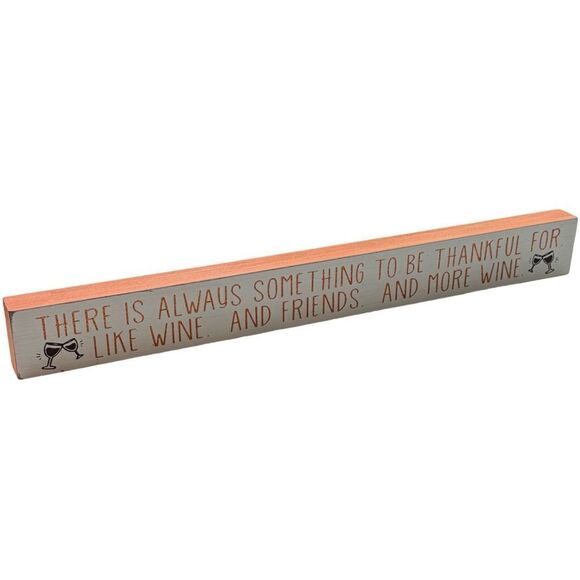 THERE IS ALWAYS SOMETHING TO BE THANKFUL FOR
LIKE WINE. AND FRIENDS. AND MORE WINE.